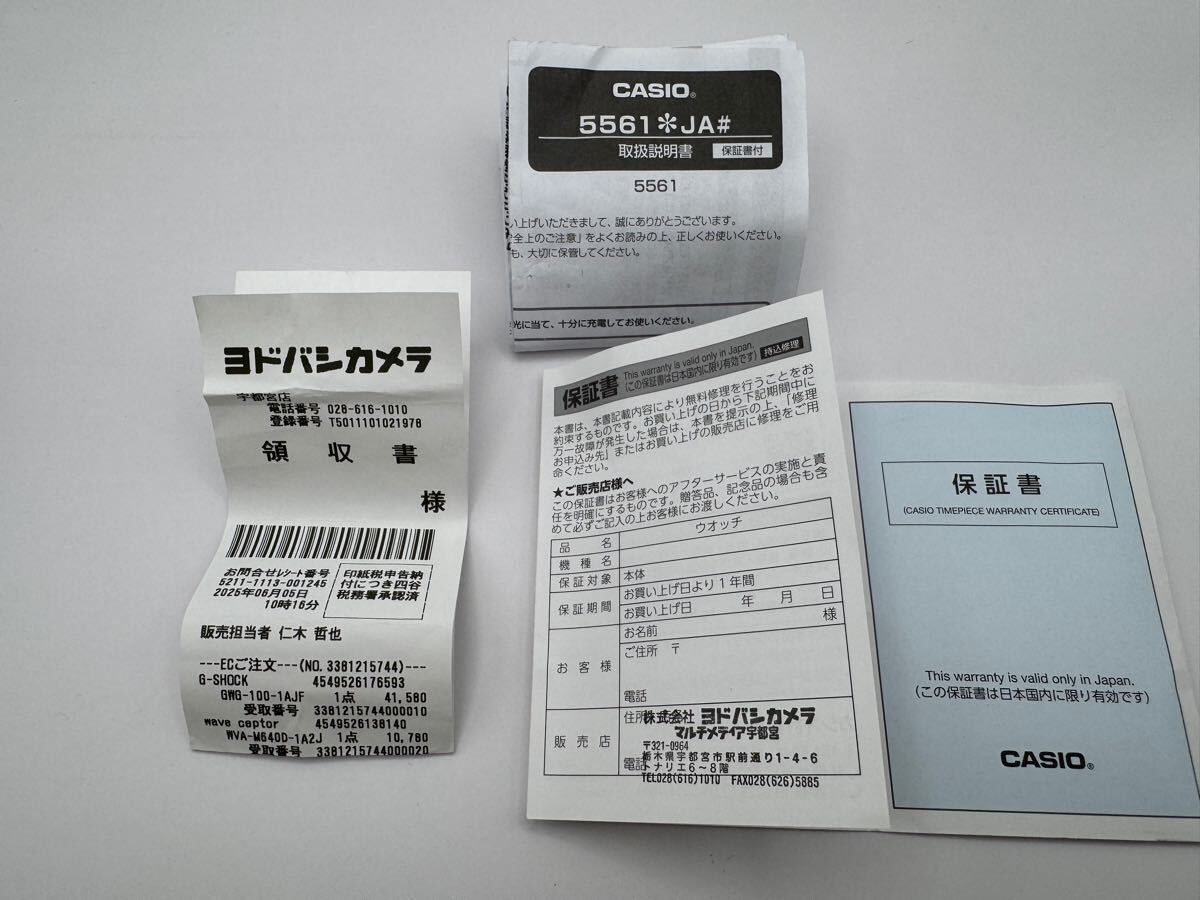 CASIO®
5561✻JA#
取扱説明書 保証書付
5561
い上げいただきまして、誠にありがとうございます。
全上のご注意」をよくお読みの上、正しくお使いください。
も、大切に保管してください。
光に当て、十分に充電してお使いください。
ヨドバシカメラ
宇都宮店
電話番号 028-616-1010
登録番号 T5011101021978
領 収 書
様
お問合せレシート番号
5211-1113-001245
2025年06月05日
10時16分
印紙税申告納
付につき四谷
税務署承認済
販売担当者 仁木 哲也
---ECご注文---(NO. 3381215744)---
G-SHOCK 4549526176593
GWG-100-1AJF 1点 41,580
受取番号 3381215744000010
wave ceptor 4549526138140
WVA-M640D-1A2J 1点 10,780
受取番号 3381215744000020
保証書 This warranty is valid only in Japan.
(この保証書は日本国内に限り有効です) 持込修理
本書は、本書記載内容により無料修理を行うことをお
約束するものです。お買い上げの日から下記期間中に
万一故障が発生した場合は、本書を提示の上、「修理
お申込み先」またはお買い上げの販売店に修理をご用
命ください。
★ご販売店様へ
この保証書はお客様へのアフターサービスの実施と責
任を明確にするものです。贈答品、記念品の場合も含
めて必ずご記入の上お客様にお渡しください。
品名 ウオッチ
機種名
保証対象 本体
保証期間 お買い上げ日より1年間
お買い上げ日 年 月 日
お客様 お名前 様
ご住所 〒
電話
販売店 住所
株式会社 ヨドバシカメラ
マルチメディア宇都宮
〒321-0964
栃木県宇都宮市駅前通り1-4-6
トナリエ6～8階
電話
TEL028(616)1010 FAX028(626)5885
保証書
(CASIO TIMEPIECE WARRANTY CERTIFICATE)
This warranty is valid only in Japan.
(この保証書は日本国内に限り有効です)
CASIO®